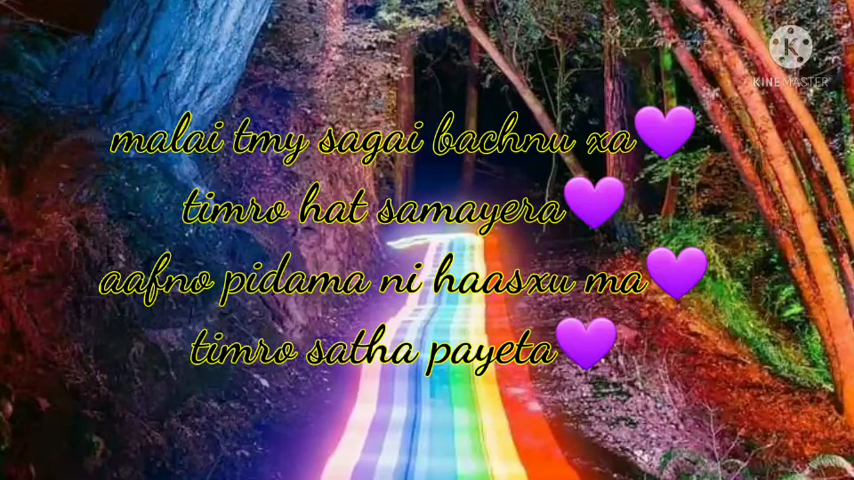 KINEMASTER
malai tmy sagai bachnu xa💜
timro hat samayera💜
aafno pidama ni haasxu ma💜
timro satha payeta💜